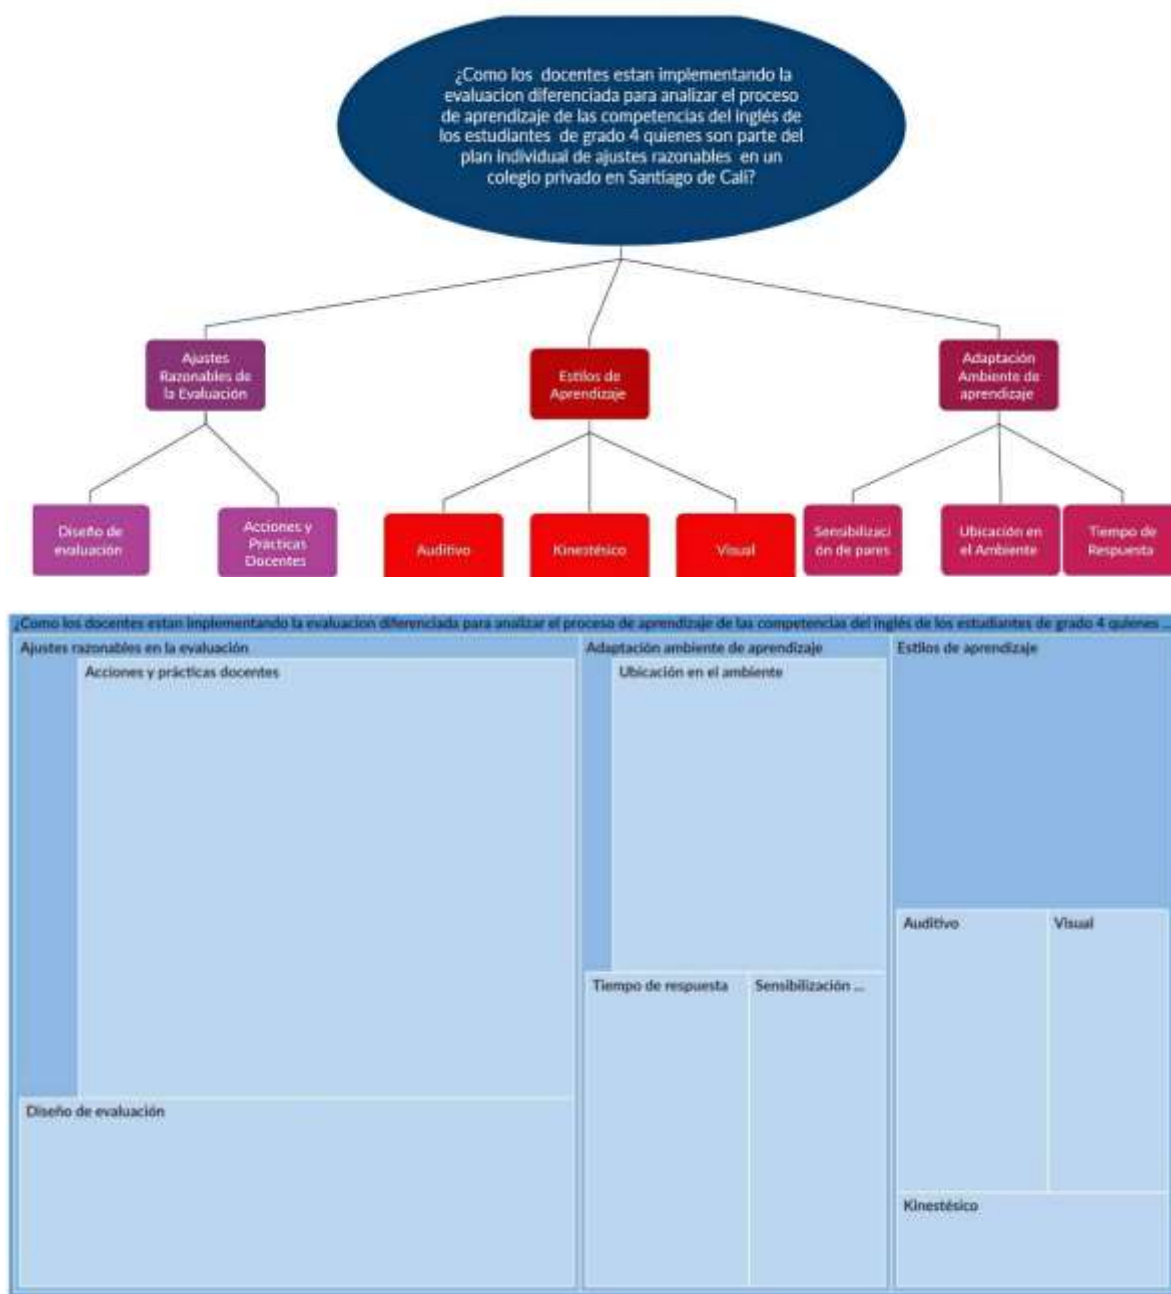 ¿Como los docentes estan implementando la
evaluacion diferenciada para analizar el proceso
de aprendizaje de las competencias del inglés de
los estudiantes de grado 4 quienes son parte del
plan individual de ajustes razonables en un
colegio privado en Santiago de Cali?
Ajustes
Razonables de
la Evaluación
Estilos de
Aprendizaje
Adaptación
Ambiente de
aprendizaje
Diseño de
evaluación
Acciones y
Prácticas
Docentes
Auditivo
Kinestésico
Visual
Sensibilizaci
ón de pares
Ubicación en
el Ambiente
Tiempo de
Respuesta
¿Como los docentes estan implementando la evaluacion diferenciada para analizar el proceso de aprendizaje de las competencias del inglés de los estudiantes de grado 4 quienes ...
Ajustes razonables en la evaluación
Acciones y prácticas docentes
Diseño de evaluación
Adaptación ambiente de aprendizaje
Ubicación en el ambiente
Tiempo de respuesta
Sensibilización ...
Estilos de aprendizaje
Auditivo
Visual
Kinestésico